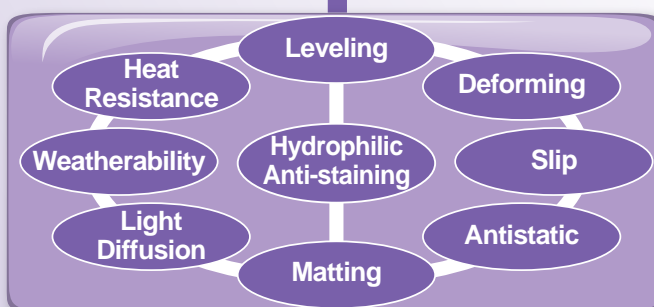 Leveling
Heat
Resistance
Deforming
Weatherability
Hydrophilic
Anti-staining
Slip
Light
Diffusion
Antistatic
Matting